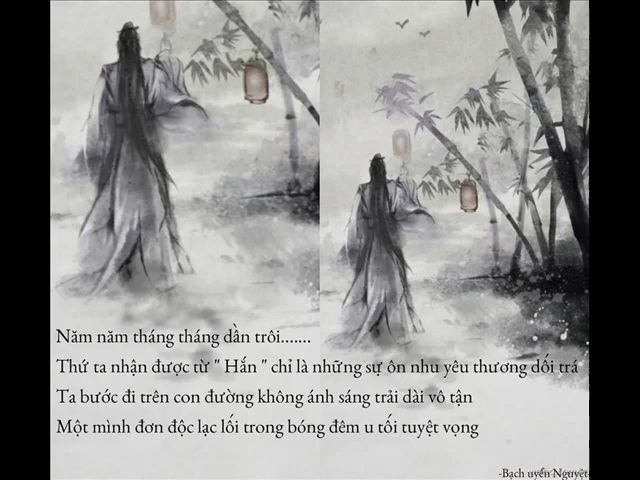 Năm năm tháng tháng dần trôi.......
Thứ ta nhận được từ " Hắn " chỉ là những sự ôn nhu yêu thương dối trá
Ta bước đi trên con đường không ánh sáng trải dài vô tận
Một mình đơn độc lạc lối trong bóng đêm u tối tuyệt vọng
-Bạch uyển Nguyệt-